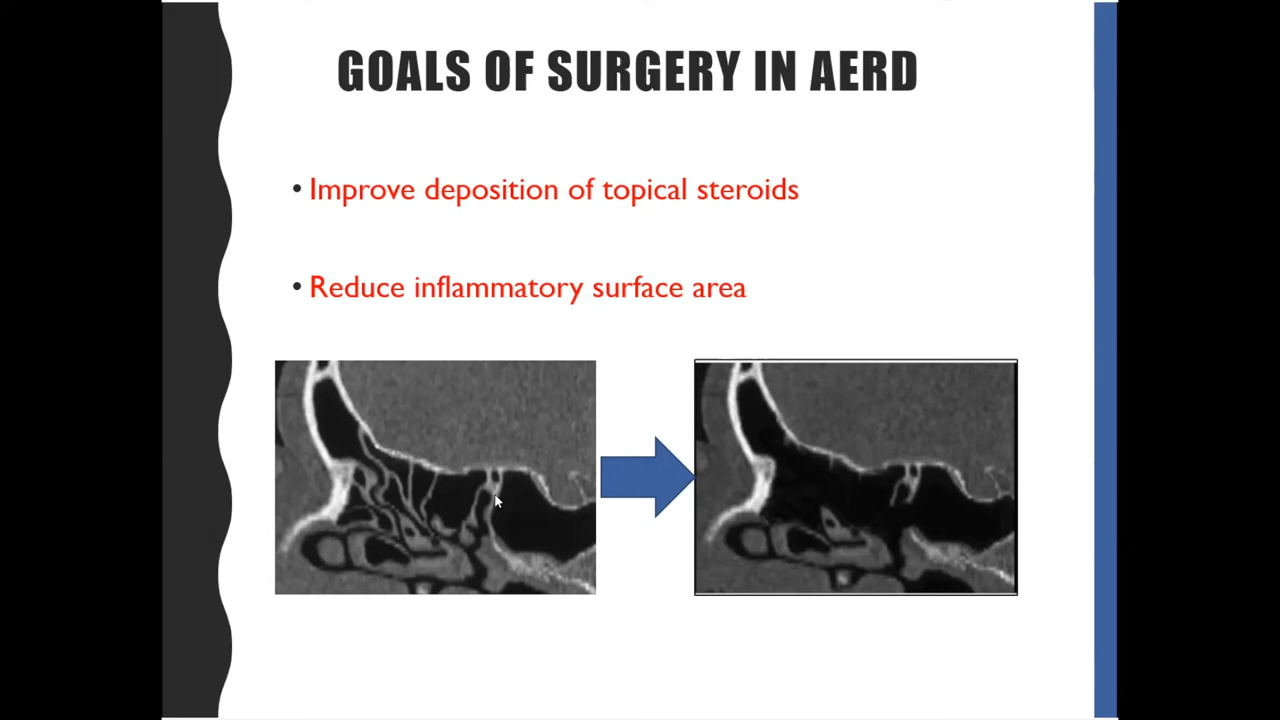 GOALS OF SURGERY IN AERD
• Improve deposition of topical steroids
• Reduce inflammatory surface area